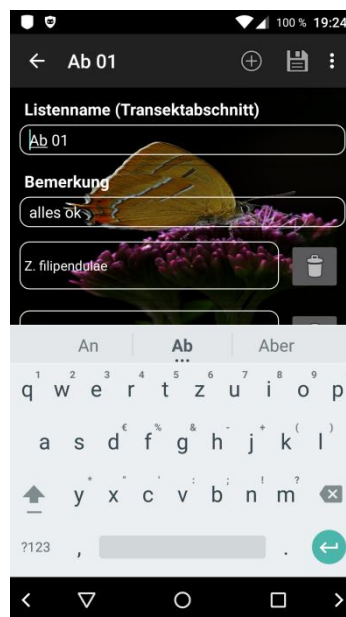 100 % 19:24
Ab 01
Listenname (Transektabschnitt)
Ab 01
Bemerkung
alles ok
Z. filipendulae
An Ab Aber
1 2 3 4 5 6 7 8 9 0
q w e r t z u i o p
€ % & - + ( )
a s d f g h j k l
* " ' : ; ! ?
y x c v b n m
?123 , .